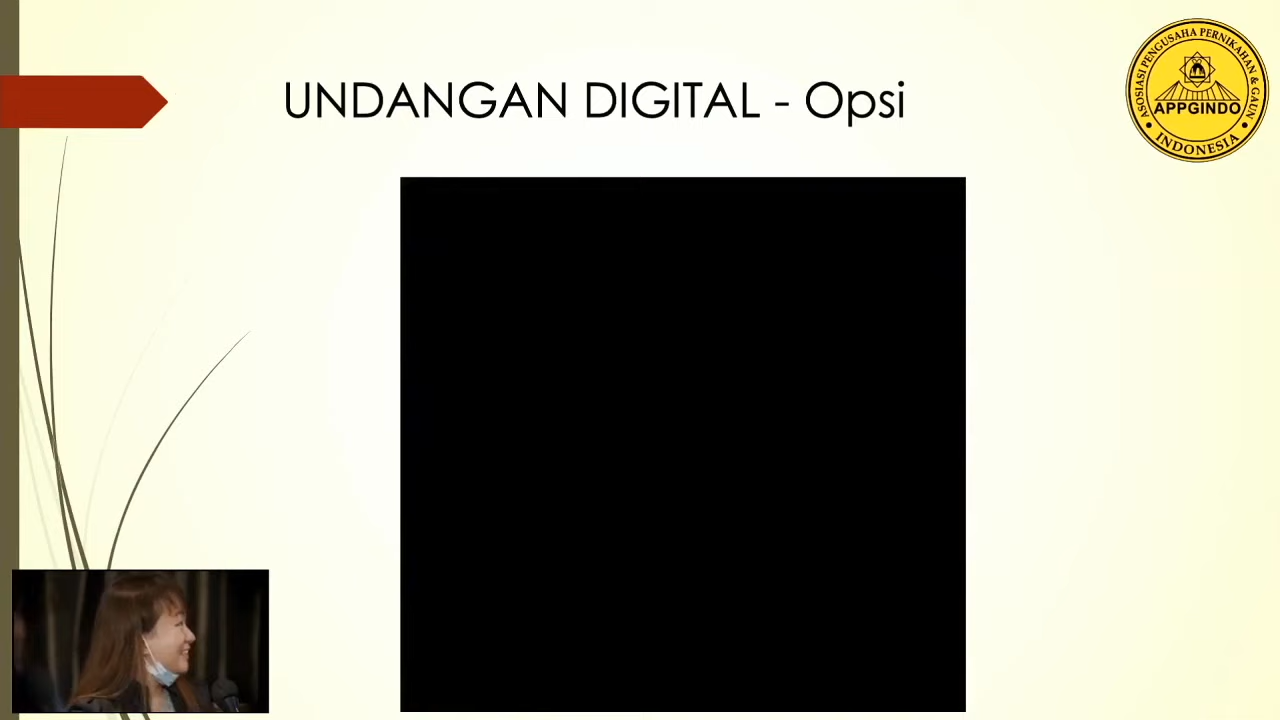 UNDANGAN DIGITAL - Opsi
ASOSIASI PENGUSAHA PERNIKAHAN & GAUN
APPGINDO
• INDONESIA •